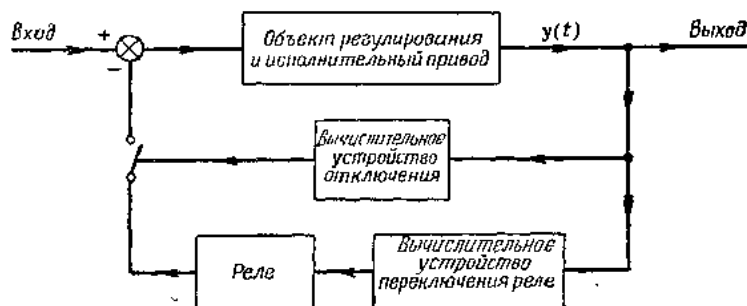 Вход
+
−
Объект регулирования
и исполнительный привод
y(t)
Выход
Вычислительное
устройство
отключения
Реле
Вычислительное
устройство
переключения реле